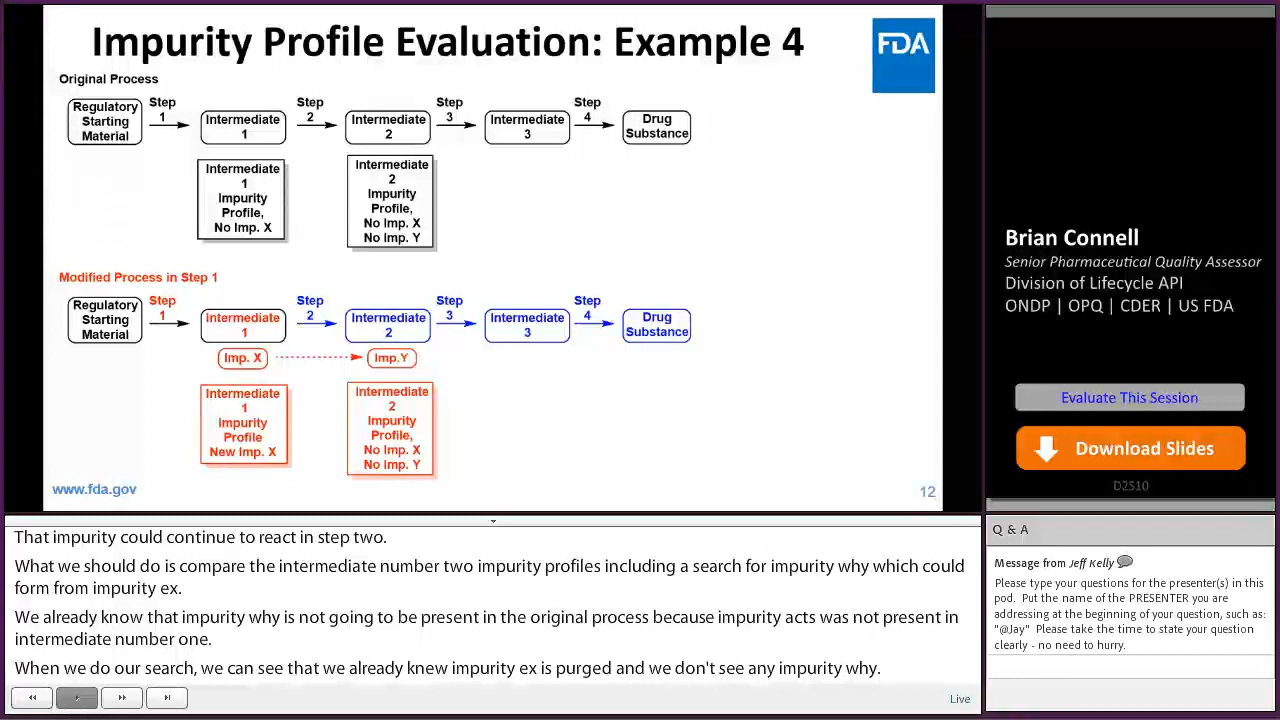 Impurity Profile Evaluation: Example 4
FDA
Original Process
Regulatory
Starting
Material
Step
1
Intermediate
1
Step
2
Intermediate
2
Step
3
Intermediate
3
Step
4
Drug
Substance
Intermediate
1
Impurity
Profile,
No Imp. X
Intermediate
2
Impurity
Profile,
No Imp. X
No Imp. Y
Modified Process in Step 1
Regulatory
Starting
Material
Step
1
Intermediate
1
Step
2
Intermediate
2
Step
3
Intermediate
3
Step
4
Drug
Substance
Imp. X
Imp.Y
Intermediate
1
Impurity
Profile
New Imp. X
Intermediate
2
Impurity
Profile,
No Imp. X
No Imp. Y
www.fda.gov
12
Brian Connell
Senior Pharmaceutical Quality Assessor
Division of Lifecycle API
ONDP | OPQ | CDER | US FDA
Evaluate This Session
Download Slides
D2S10
That impurity could continue to react in step two.
What we should do is compare the intermediate number two impurity profiles including a search for impurity why which could
form from impurity ex.
We already know that impurity why is not going to be present in the original process because impurity acts was not present in
intermediate number one.
When we do our search, we can see that we already knew impurity ex is purged and we don't see any impurity why.
Live
Q & A
Message from Jeff Kelly
Please type your questions for the presenter(s) in this
pod. Put the name of the PRESENTER you are
addressing at the beginning of your question, such as:
"@Jay" Please take the time to state your question
clearly - no need to hurry.